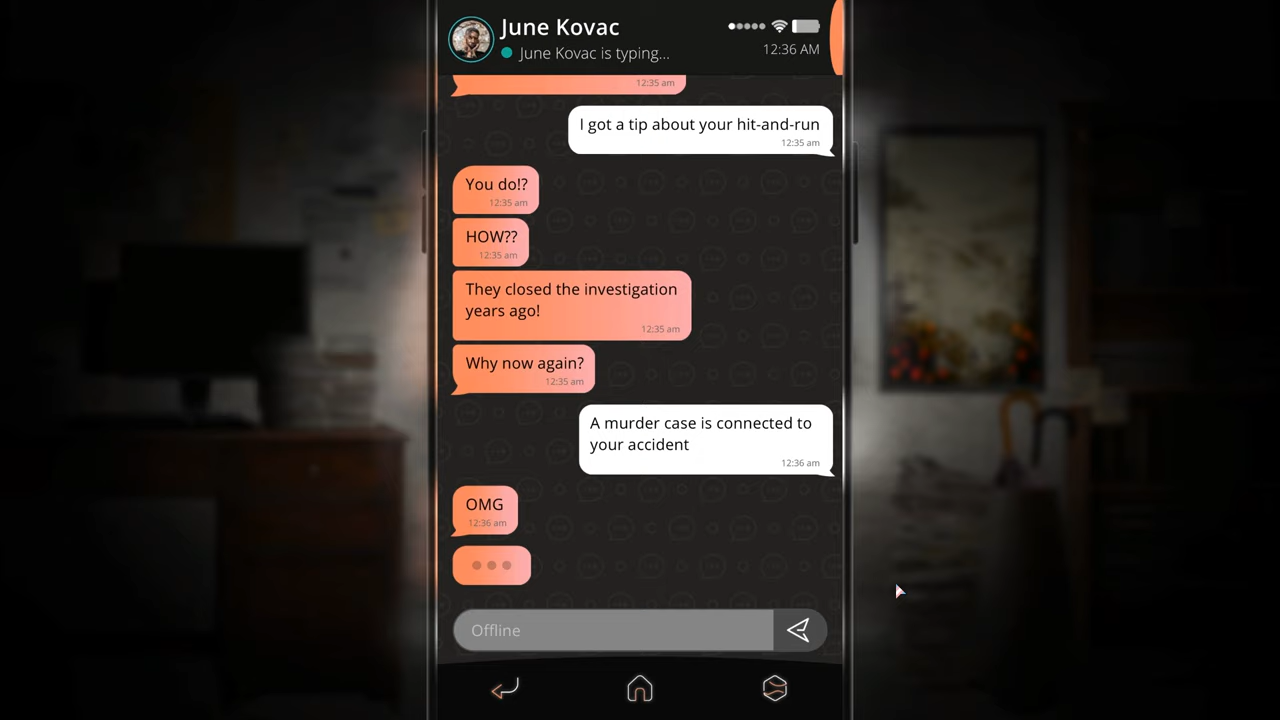 June Kovac
June Kovac is typing...
12:36 AM
12:35 am
I got a tip about your hit-and-run
12:35 am
You do!?
12:35 am
HOW??
12:35 am
They closed the investigation
years ago!
12:35 am
Why now again?
12:35 am
A murder case is connected to
your accident
12:36 am
OMG
12:36 am
Offline